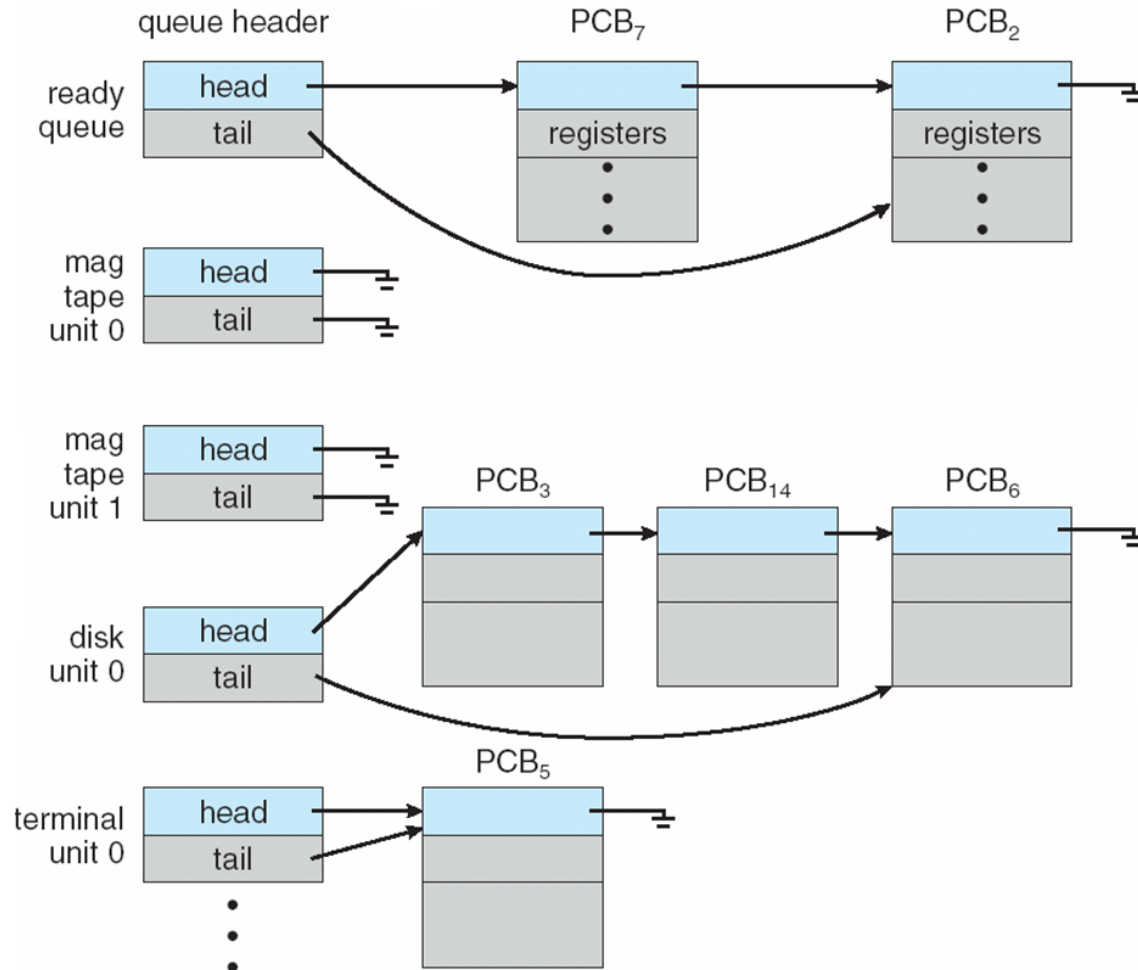 queue header
PCB₇
PCB₂
ready
queue
head
tail
registers
registers
mag
tape
unit 0
head
tail
mag
tape
unit 1
head
tail
PCB₃
PCB₁₄
PCB₆
disk
unit 0
head
tail
PCB₅
terminal
unit 0
head
tail